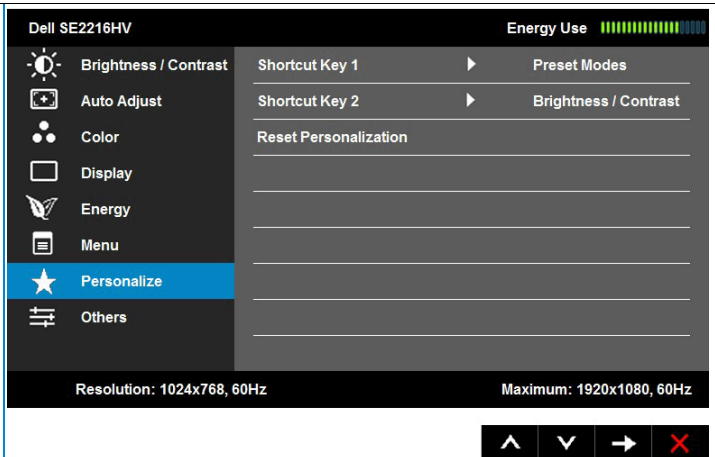 Dell SE2216HV Energy Use
Brightness / Contrast Shortcut Key 1 Preset Modes
Auto Adjust Shortcut Key 2 Brightness / Contrast
Color Reset Personalization
Display
Energy
Menu
Personalize
Others
Resolution: 1024x768, 60Hz Maximum: 1920x1080, 60Hz